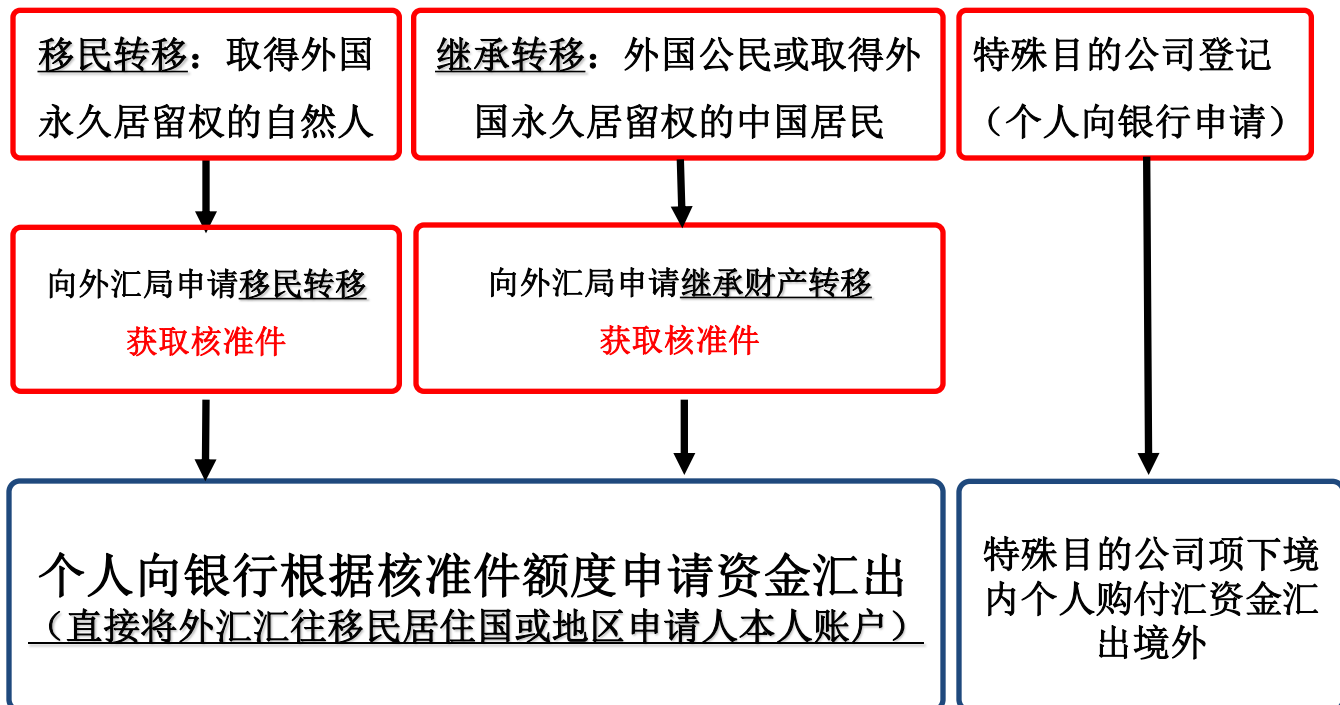 移民转移：取得外国
永久居留权的自然人
继承转移：外国公民或取得外
国永久居留权的中国居民
特殊目的公司登记
（个人向银行申请）
向外汇局申请移民转移
获取核准件
向外汇局申请继承财产转移
获取核准件
个人向银行根据核准件额度申请资金汇出
（直接将外汇汇往移民居住国或地区申请人本人账户）
特殊目的公司项下境
内个人购付汇资金汇
出境外